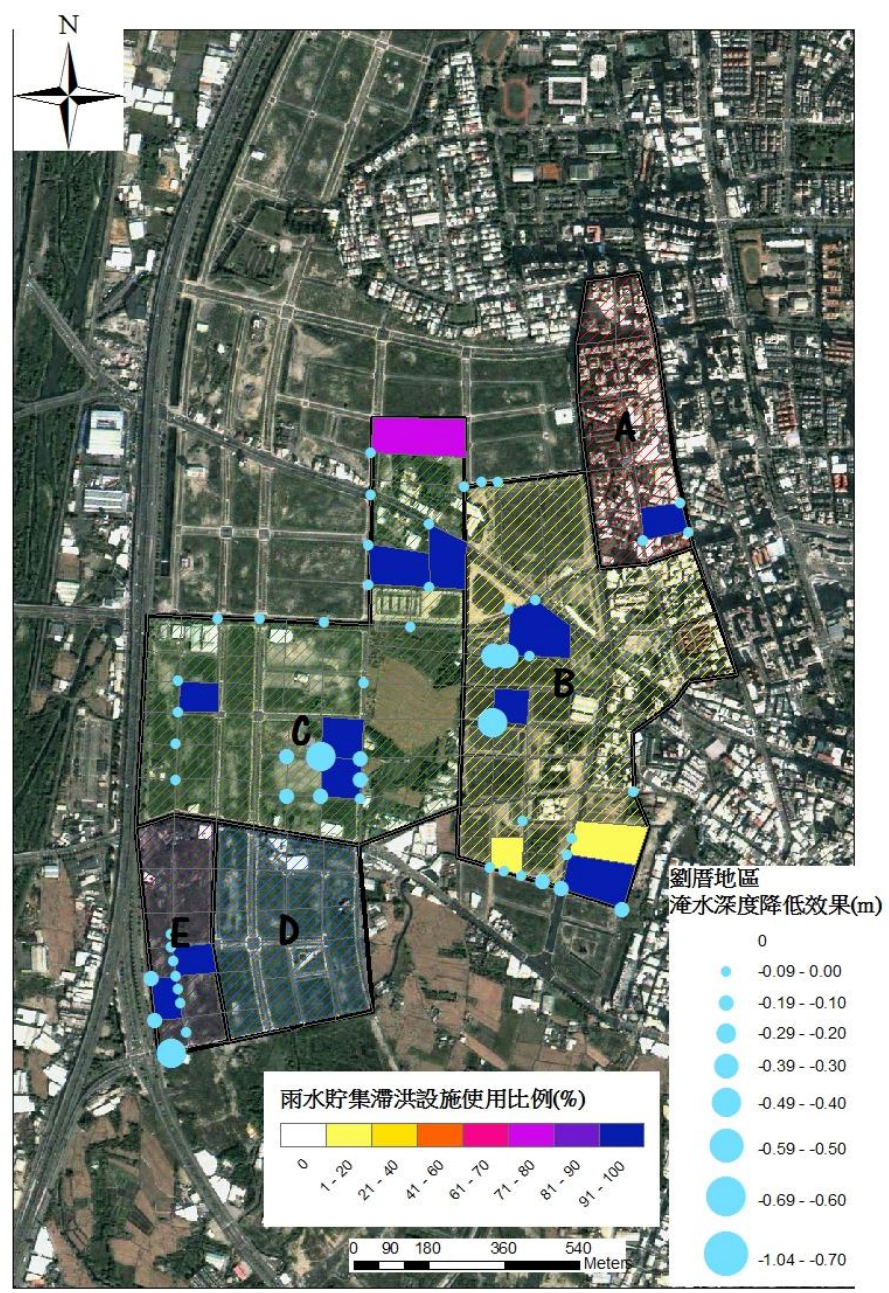 N
A
B
C
D
E
劉厝地區
淹水深度降低效果(m)
0
-0.09 - 0.00
-0.19 - -0.10
-0.29 - -0.20
-0.39 - -0.30
-0.49 - -0.40
-0.59 - -0.50
-0.69 - -0.60
-1.04 - -0.70
雨水貯集滯洪設施使用比例(%)
0
1 - 20
21 - 40
41 - 60
61 - 70
71 - 80
81 - 90
91 - 100
0 90 180 360 540
Meters